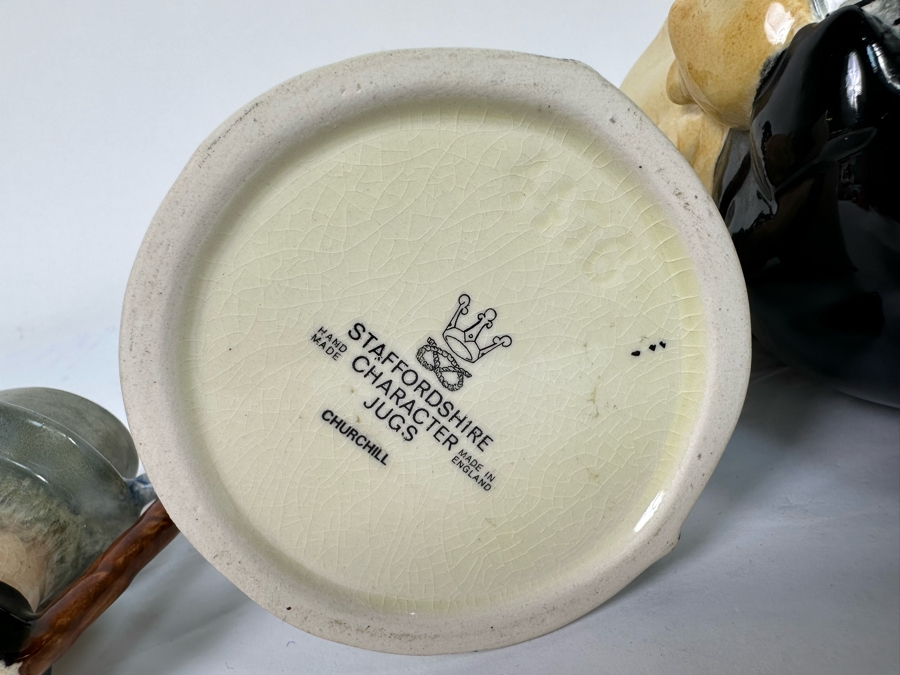 HAND
MADE
STAFFORDSHIRE
CHARACTER
JUGS
MADE IN
ENGLAND
CHURCHILL